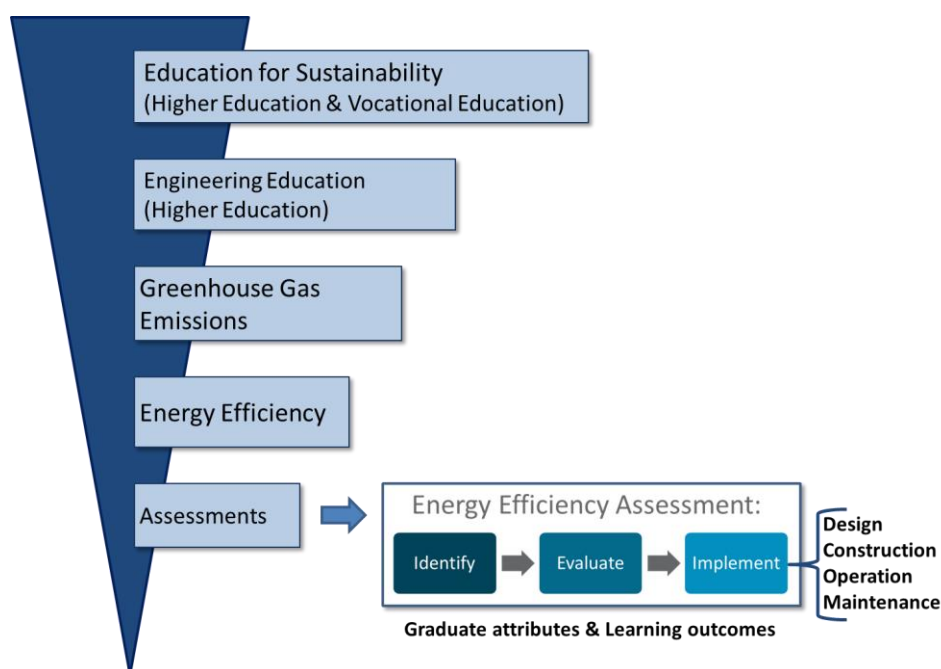 Education for Sustainability
(Higher Education & Vocational Education)
Engineering Education
(Higher Education)
Greenhouse Gas
Emissions
Energy Efficiency
Assessments
Energy Efficiency Assessment:
Identify
Evaluate
Implement
Design
Construction
Operation
Maintenance
Graduate attributes & Learning outcomes